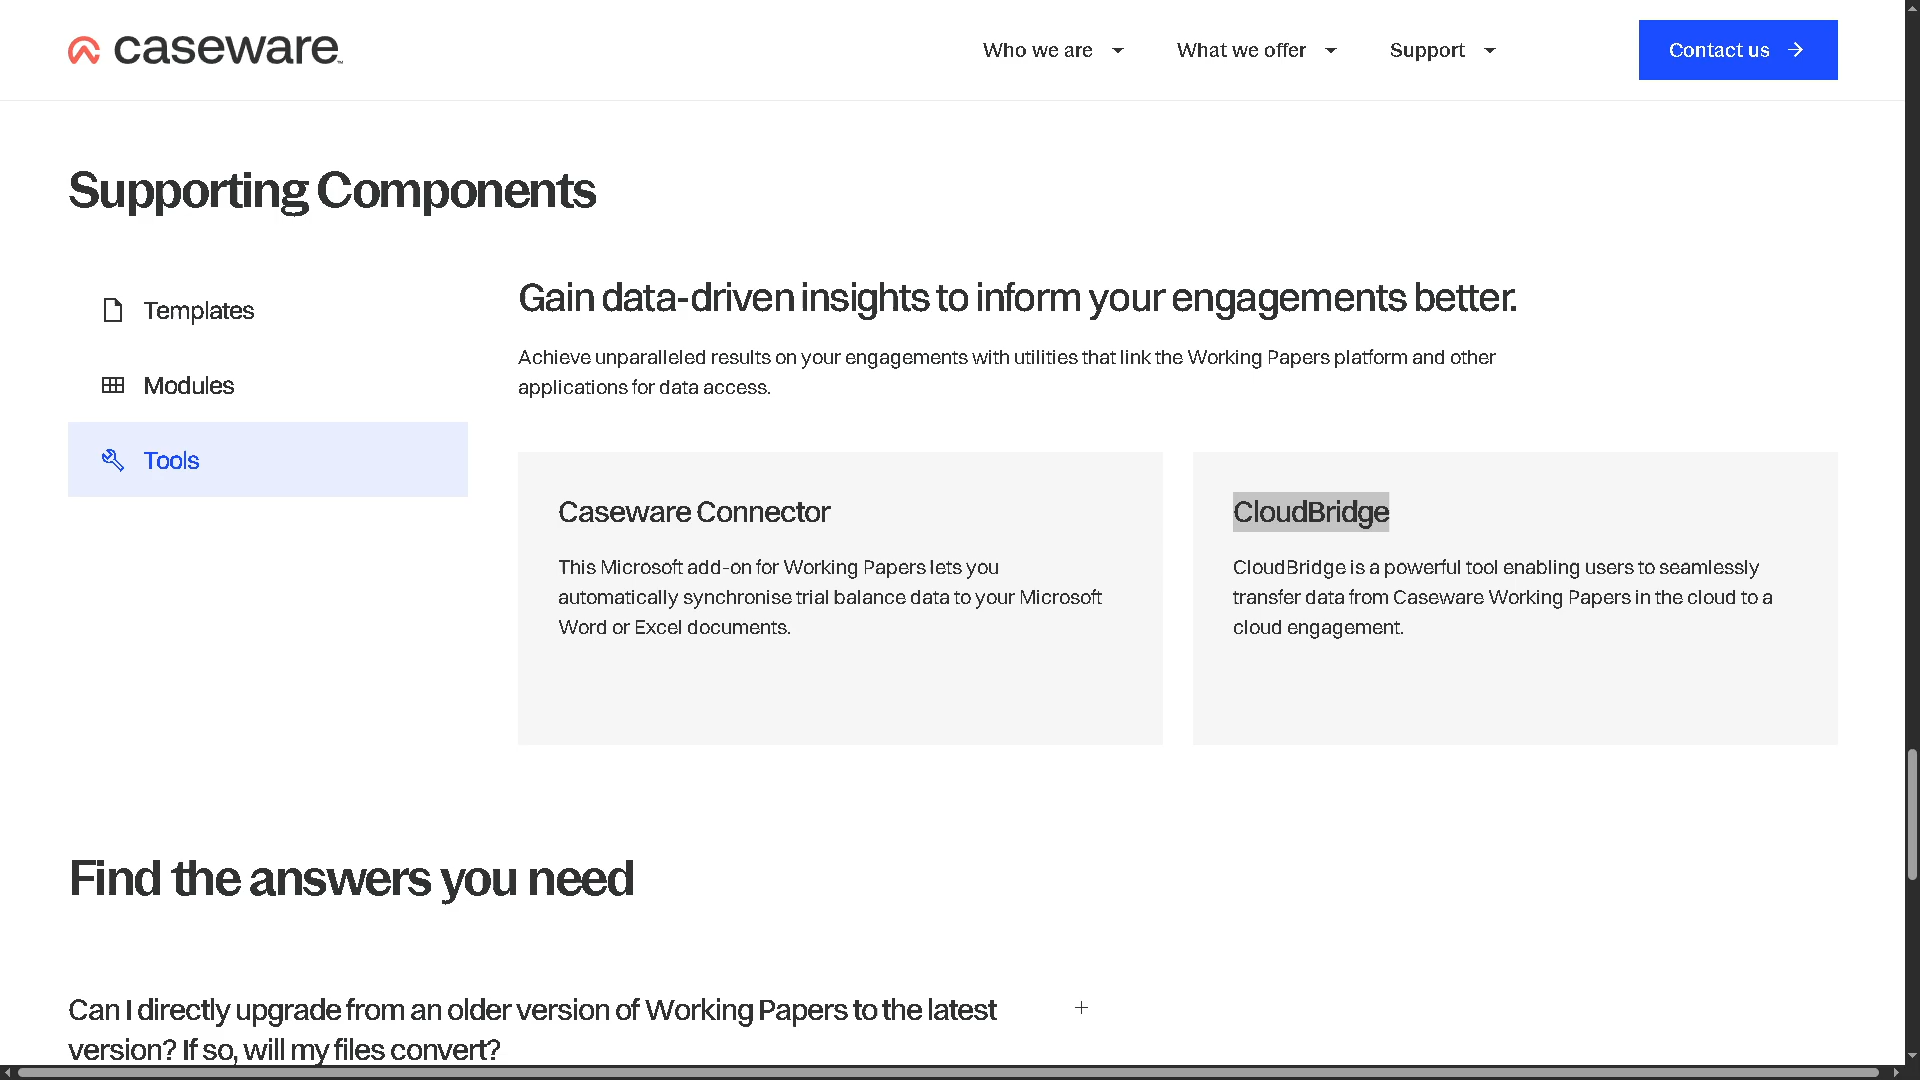 caseware™
Who we are
What we offer
Support
Contact us
Supporting Components
Templates
Modules
Tools
Gain data-driven insights to inform your engagements better.
Achieve unparalleled results on your engagements with utilities that link the Working Papers platform and other
applications for data access.
Caseware Connector
This Microsoft add-on for Working Papers lets you
automatically synchronise trial balance data to your Microsoft
Word or Excel documents.
CloudBridge
CloudBridge is a powerful tool enabling users to seamlessly
transfer data from Caseware Working Papers in the cloud to a
cloud engagement.
Find the answers you need
Can I directly upgrade from an older version of Working Papers to the latest
version? If so, will my files convert?